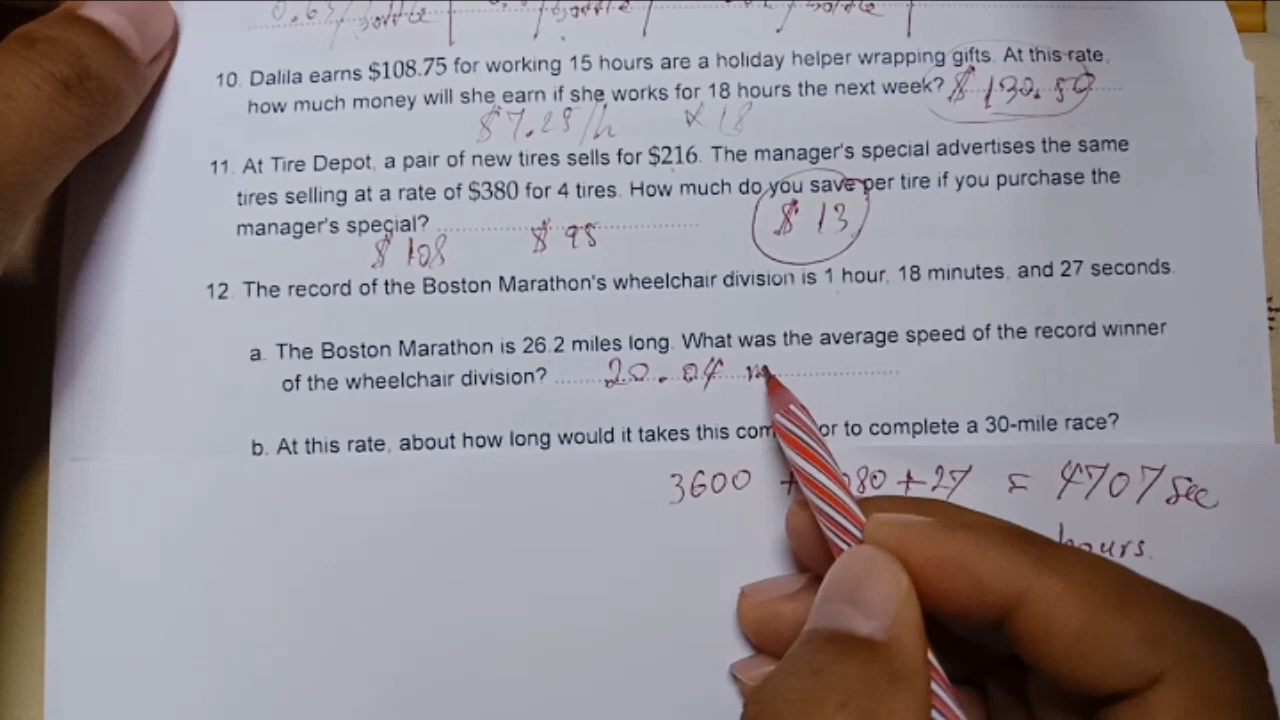 0.63/bottle
10. Dalila earns $108.75 for working 15 hours are a holiday helper wrapping gifts. At this rate,
how much money will she earn if she works for 18 hours the next week? $130.50
$7.25/h ×18
11. At Tire Depot, a pair of new tires sells for $216. The manager's special advertises the same
tires selling at a rate of $380 for 4 tires. How much do you save per tire if you purchase the
manager's special? $13
$108 $95
12. The record of the Boston Marathon's wheelchair division is 1 hour, 18 minutes, and 27 seconds.
a. The Boston Marathon is 26.2 miles long. What was the average speed of the record winner
of the wheelchair division? 20.04 m
b. At this rate, about how long would it takes this com or to complete a 30-mile race?
3600 + 080 + 27 = 4707 sec
hours.